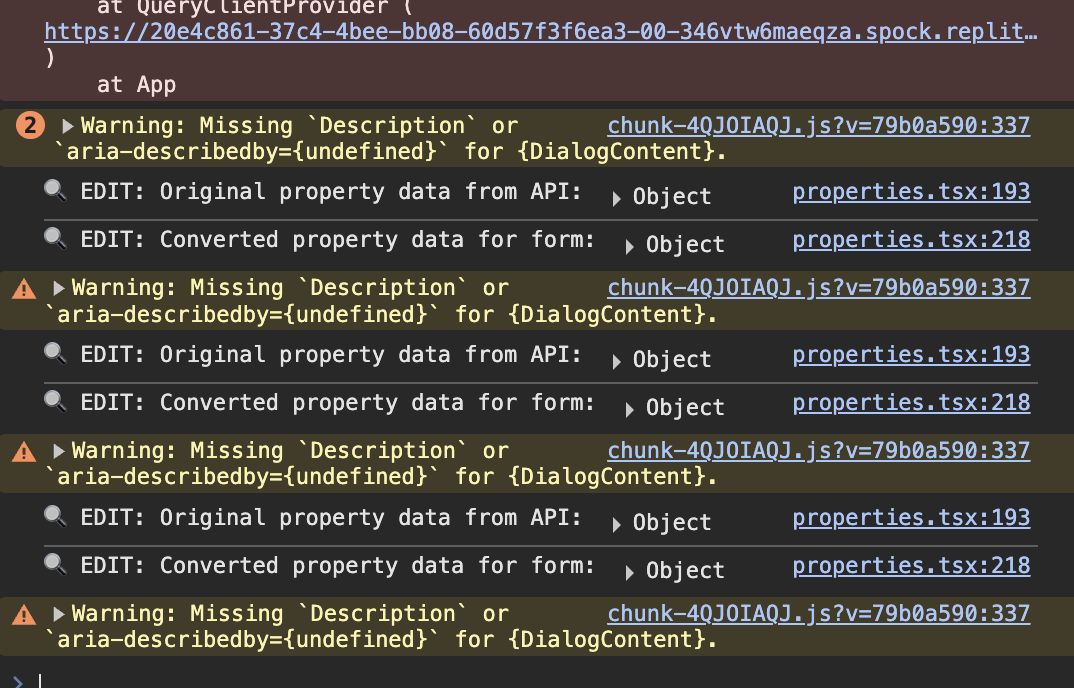 at QueryClientProvider (
https://20e4c861-37c4-4bee-bb08-60d57f3f6ea3-00-346vtw6maeqza.spock.replit…
)
at App
2 ▶Warning: Missing `Description` or chunk-4QJOIAQJ.js?v=79b0a590:337
`aria-describedby={undefined}` for {DialogContent}.
🔍 EDIT: Original property data from API: ▶ Object properties.tsx:193
🔍 EDIT: Converted property data for form: ▶ Object properties.tsx:218
▶Warning: Missing `Description` or chunk-4QJOIAQJ.js?v=79b0a590:337
`aria-describedby={undefined}` for {DialogContent}.
🔍 EDIT: Original property data from API: ▶ Object properties.tsx:193
🔍 EDIT: Converted property data for form: ▶ Object properties.tsx:218
▶Warning: Missing `Description` or chunk-4QJOIAQJ.js?v=79b0a590:337
`aria-describedby={undefined}` for {DialogContent}.
🔍 EDIT: Original property data from API: ▶ Object properties.tsx:193
🔍 EDIT: Converted property data for form: ▶ Object properties.tsx:218
▶Warning: Missing `Description` or chunk-4QJOIAQJ.js?v=79b0a590:337
`aria-describedby={undefined}` for {DialogContent}.
>